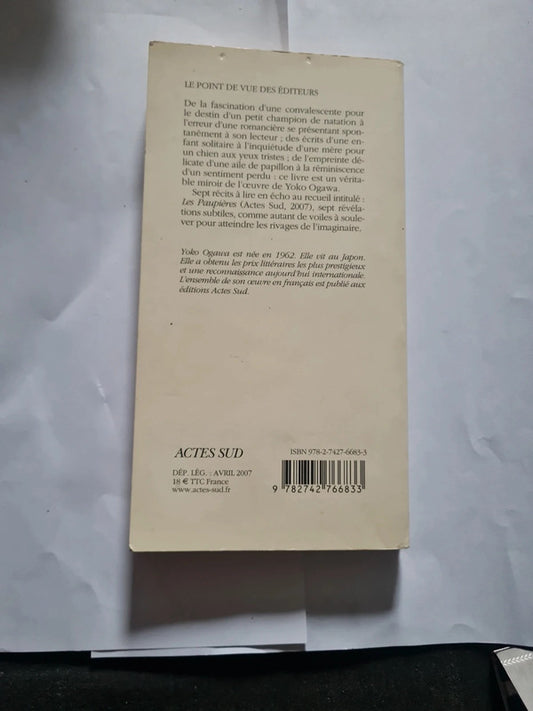 LE POINT DE VUE DES ÉDITEURS
De la fascination d'une convalescente pour
le destin d'un petit champion de natation à
l'erreur d'une romancière se présentant spon-
tanément à son lecteur ; des écrits d'une en-
fant solitaire à l'inquiétude d'une mère pour
un chien aux yeux tristes ; de l'empreinte dé-
licate d'une aile de papillon à la réminiscence
d'un sentiment perdu : ce livre est un vérita-
ble miroir de l'œuvre de Yoko Ogawa.
Sept récits à lire en écho au recueil intitulé :
Les Paupières (Actes Sud, 2007), sept révéla-
tions subtiles, comme autant de voiles à soule-
ver pour atteindre les rivages de l'imaginaire.
Yoko Ogawa est née en 1962. Elle vit au Japon.
Elle a obtenu les prix littéraires les plus prestigieux
et une reconnaissance aujourd'hui internationale.
L'ensemble de son œuvre en français est publié aux
éditions Actes Sud.
ACTES SUD
DÉP. LÉG. : AVRIL 2007
18 € TTC France
www.actes-sud.fr
ISBN 978-2-7427-6683-3
9 782742 766833